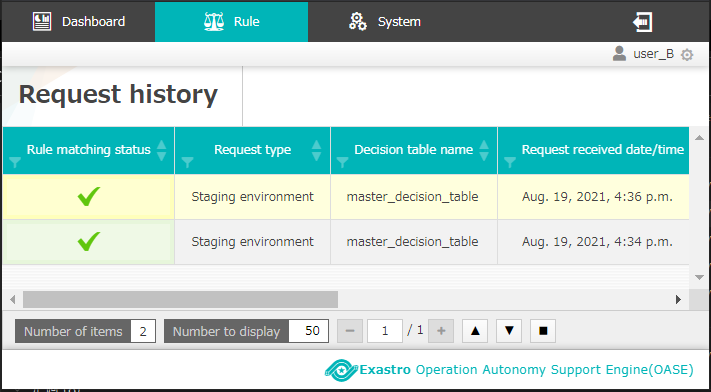 Dashboard Rule System
user_B
Request history
Rule matching status Request type Decision table name Request received date/time
Staging environment master_decision_table Aug. 19, 2021, 4:36 p.m.
Staging environment master_decision_table Aug. 19, 2021, 4:34 p.m.
Number of items 2 Number to display 50 1 / 1
Exastro Operation Autonomy Support Engine(OASE)